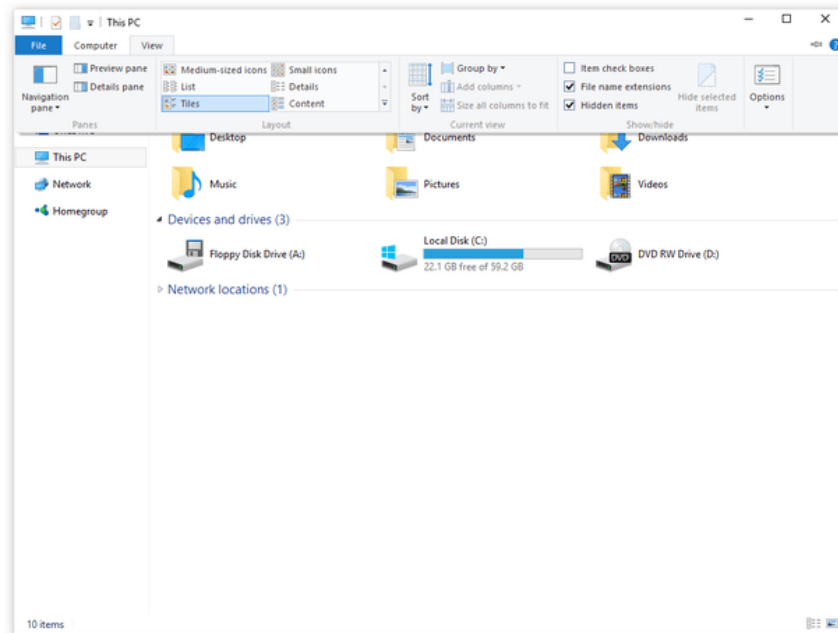 This PC
File Computer View
Navigation pane
Preview pane
Details pane
Panes
Medium-sized icons Small icons
List Details
Tiles Content
Layout
Sort by
Group by
Add columns
Size all columns to fit
Current view
Item check boxes
File name extensions
Hidden items
Hide selected items
Show/hide
Options
This PC
Network
Homegroup
Desktop Documents Downloads
Music Pictures Videos
Devices and drives (3)
Floppy Disk Drive (A:)
Local Disk (C:)
22.1 GB free of 59.2 GB
DVD
DVD RW Drive (D:)
Network locations (1)
10 items